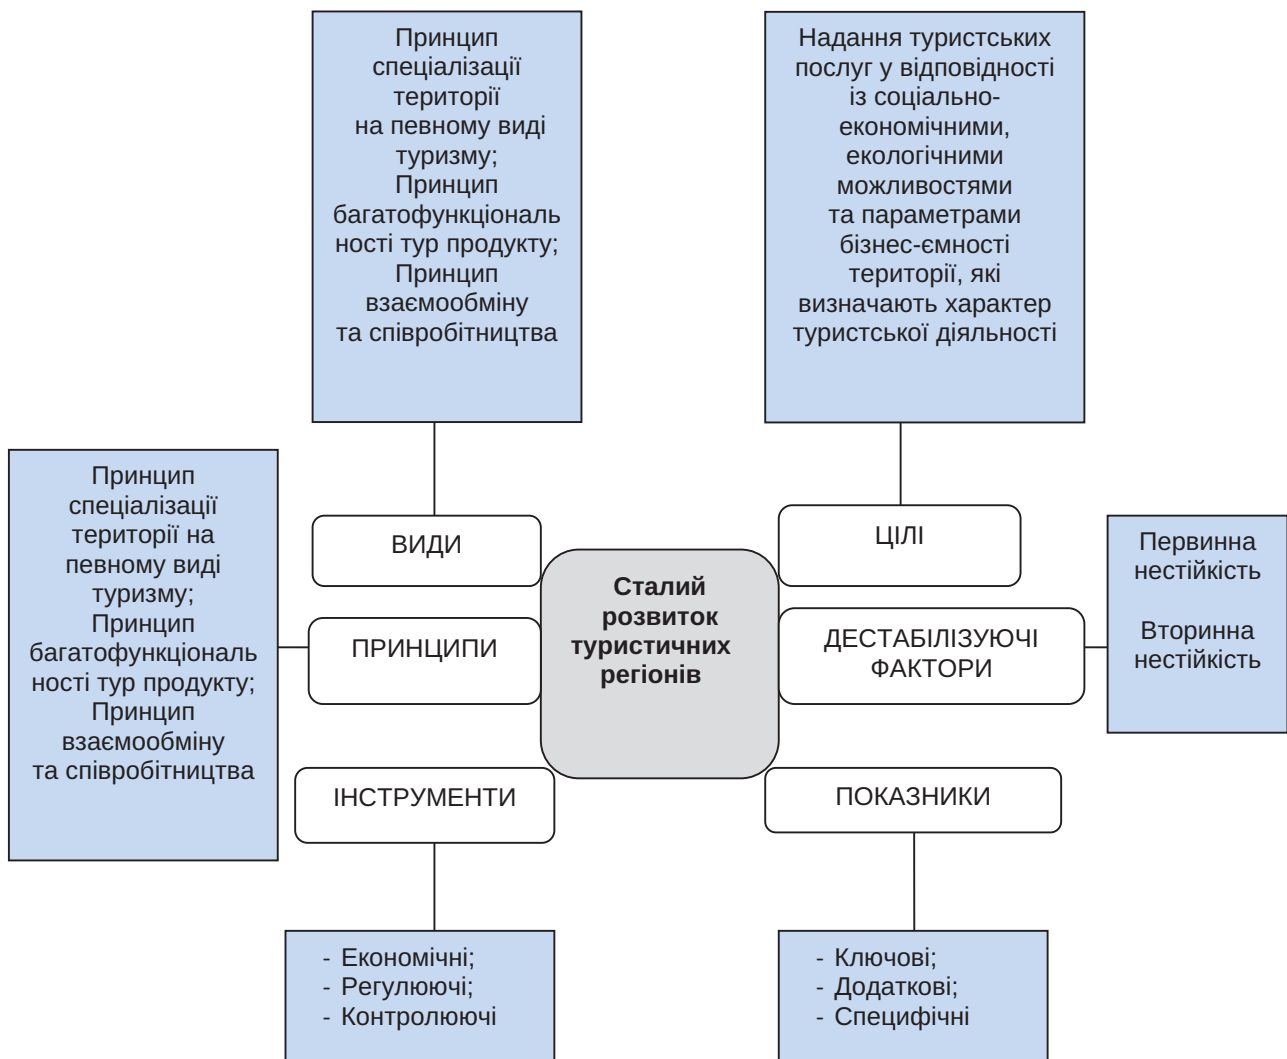 Принцип
спеціалізації
території
на певному виді
туризму;
Принцип
багатофункціональ
ності тур продукту;
Принцип
взаємообміну
та співробітництва
Надання туристських
послуг у відповідності
із соціально-
економічними,
екологічними
можливостями
та параметрами
бізнес-ємності
території, які
визначають характер
туристської діяльності
Принцип
спеціалізації
території на
певному виді
туризму;
Принцип
багатофункціональ
ності тур продукту;
Принцип
взаємообміну
та співробітництва
ВИДИ
ПРИНЦИПИ
ІНСТРУМЕНТИ
Сталий
розвиток
туристичних
регіонів
ЦІЛІ
ДЕСТАБІЛІЗУЮЧІ
ФАКТОРИ
ПОКАЗНИКИ
Первинна
нестійкість
Вторинна
нестійкість
- Економічні;
- Регулюючі;
- Контролюючі
- Ключові;
- Додаткові;
- Специфічні